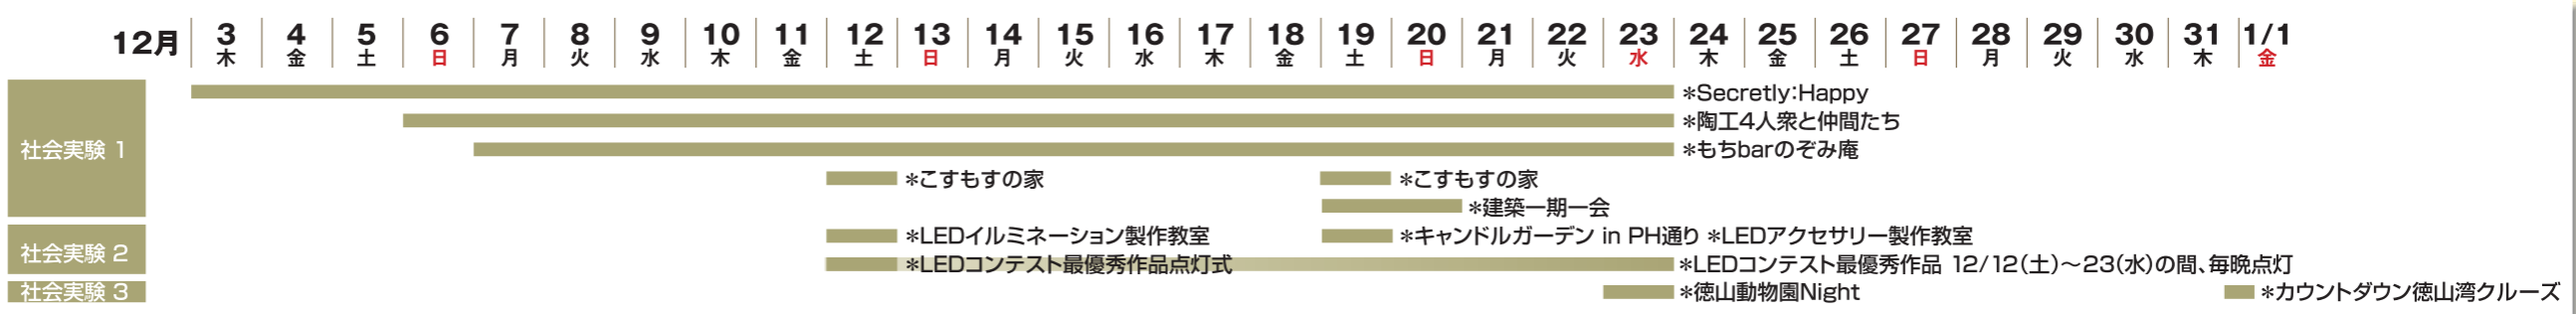 12月 3 4 5 6 7 8 9 10 11 12 13 14 15 16 17 18 19 20 21 22 23 24 25 26 27 28 29 30 31 1/1
木 金 土 日 月 火 水 木 金 土 日 月 火 水 木 金 土 日 月 火 水 木 金 土 日 月 火 水 木 金
社会実験 1
*Secretly:Happy
*陶工4人衆と仲間たち
*もちbarのぞみ庵
*こすもすの家 *こすもすの家
*建築一期一会
社会実験 2
*LEDイルミネーション製作教室 *キャンドルガーデン in PH通り *LEDアクセサリー製作教室
*LEDコンテスト最優秀作品点灯式 *LEDコンテスト最優秀作品 12/12(土)～23(水)の間、毎晩点灯
社会実験 3 *徳山動物園Night *カウントダウン徳山湾クルーズ